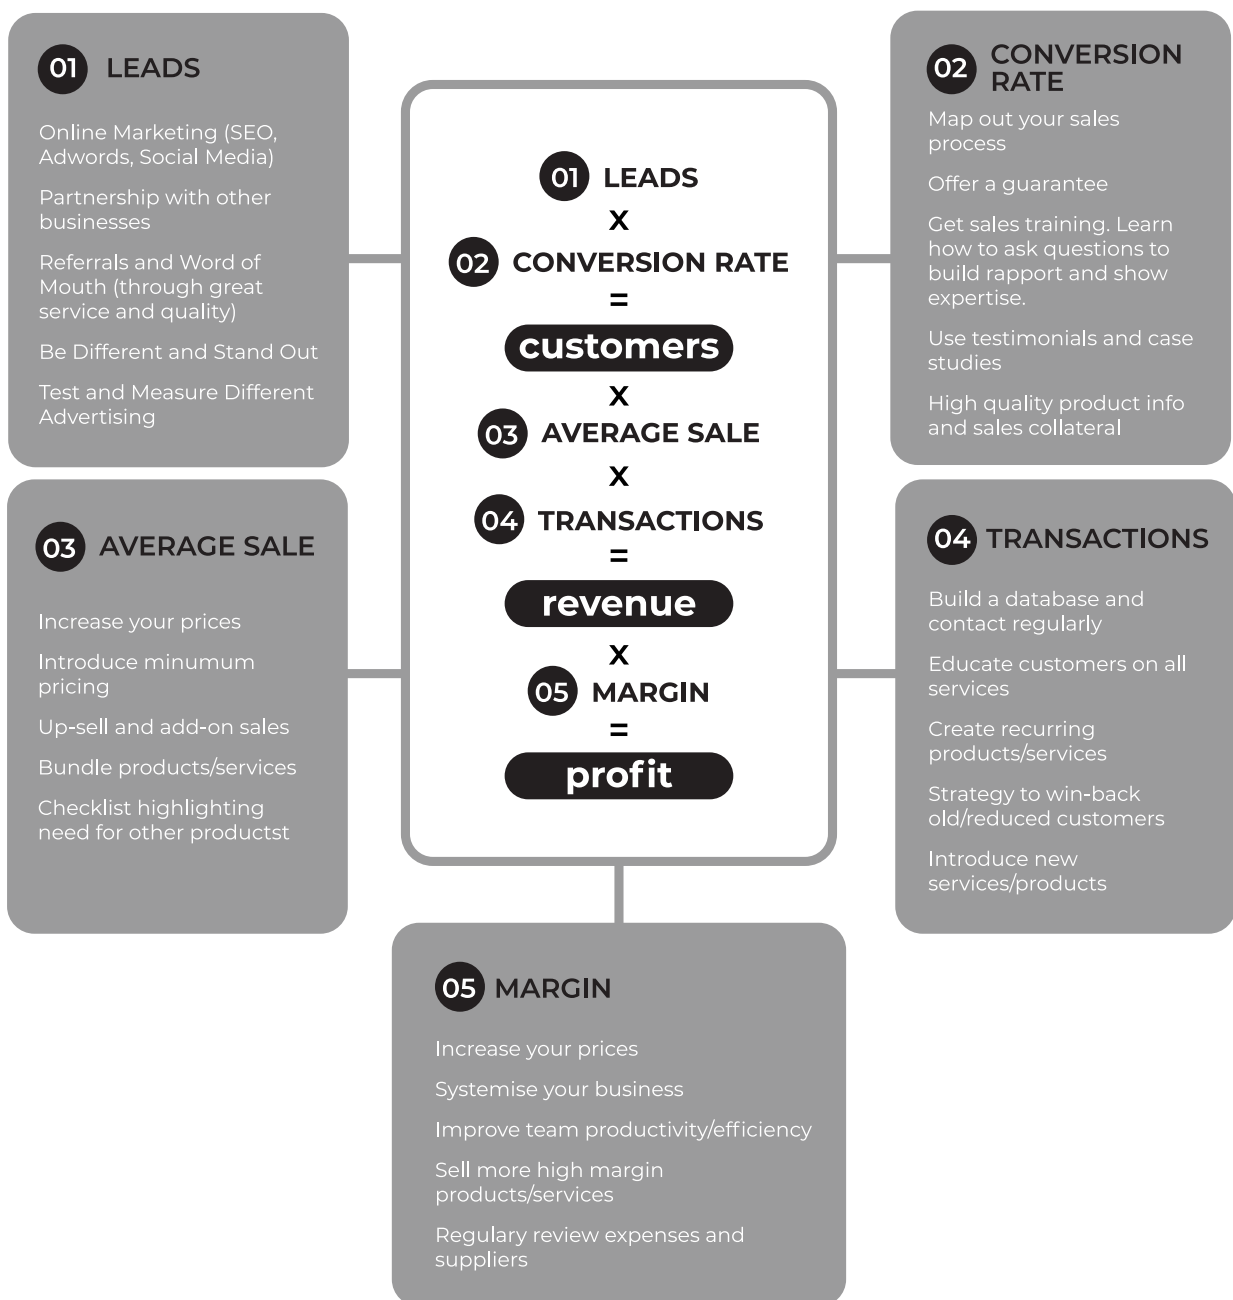 01 LEADS
Online Marketing (SEO,
Adwords, Social Media)
Partnership with other
businesses
Referrals and Word of
Mouth (through great
service and quality)
Be Different and Stand Out
Test and Measure Different
Advertising
02 CONVERSION
RATE
Map out your sales
process
Offer a guarantee
Get sales training. Learn
how to ask questions to
build rapport and show
expertise.
Use testimonials and case
studies
High quality product info
and sales collateral
01 LEADS
x
02 CONVERSION RATE
=
customers
x
03 AVERAGE SALE
x
04 TRANSACTIONS
=
revenue
x
05 MARGIN
=
profit
03 AVERAGE SALE
Increase your prices
Introduce minumum
pricing
Up-sell and add-on sales
Bundle products/services
Checklist highlighting
need for other productst
04 TRANSACTIONS
Build a database and
contact regularly
Educate customers on all
services
Create recurring
products/services
Strategy to win-back
old/reduced customers
Introduce new
services/products
05 MARGIN
Increase your prices
Systemise your business
Improve team productivity/efficiency
Sell more high margin
products/services
Regulary review expenses and
suppliers